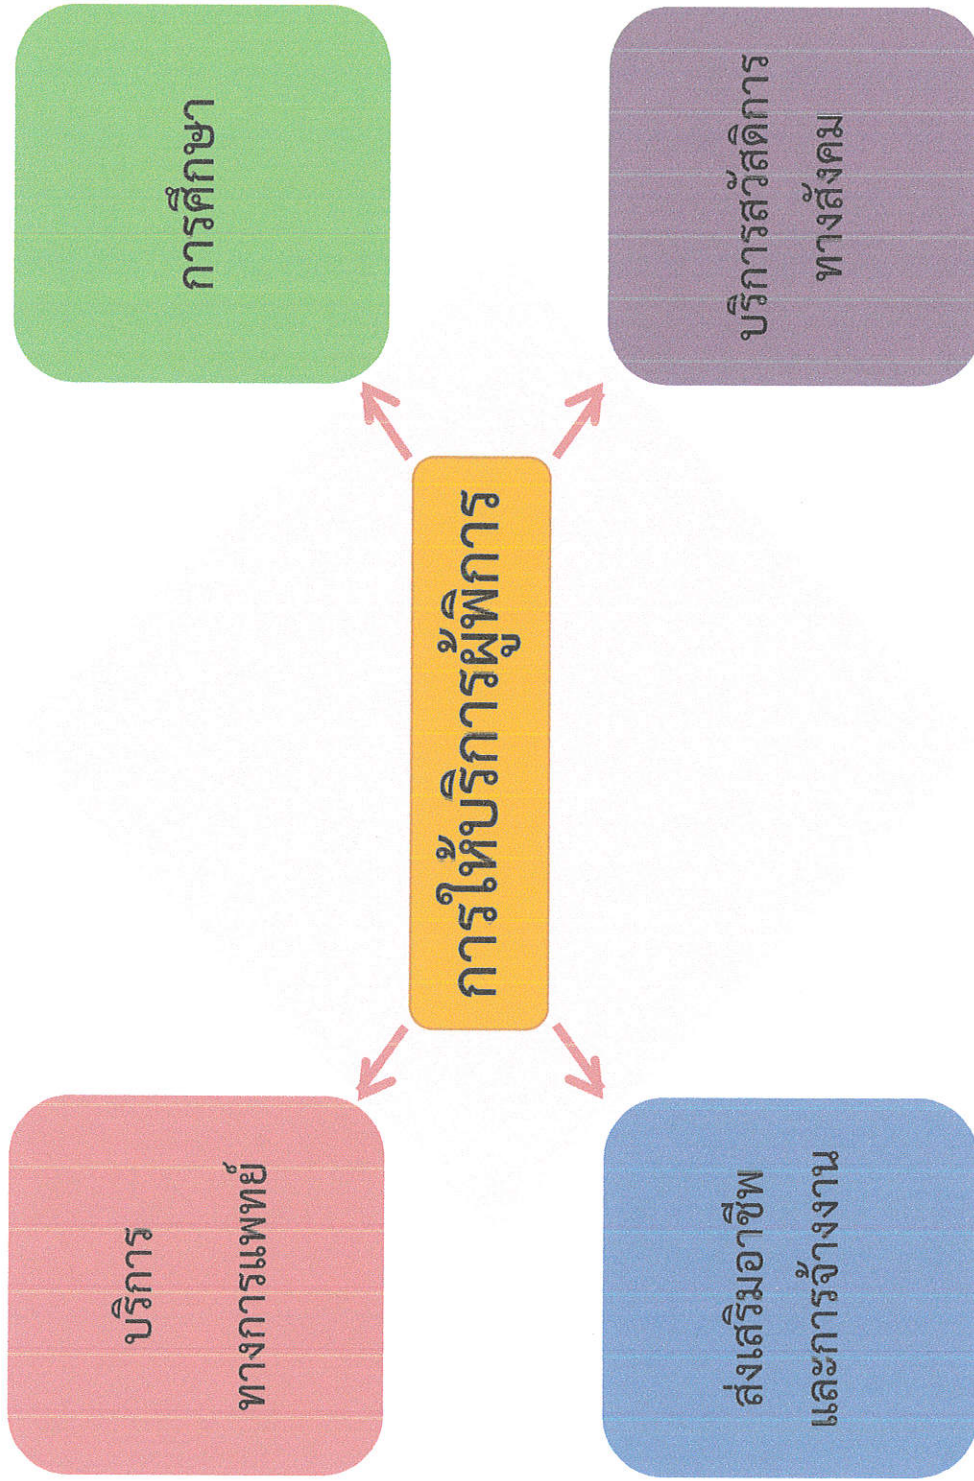 บริการ
ทางการแพทย์
การศึกษา
การให้บริการผู้พิการ
ส่งเสริมอาชีพ
และการจ้างงาน
บริการสวัสดิการ
ทางสังคม